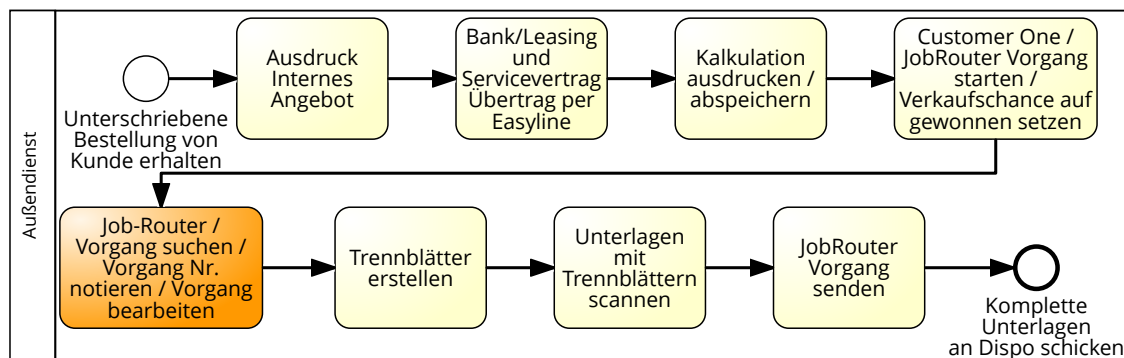 Außendienst
Unterschriebene
Bestellung von
Kunde erhalten
Ausdruck
Internes
Angebot
Bank/Leasing
und
Servicevertrag
Übertrag per
Easyline
Kalkulation
ausdrucken /
abspeichern
Customer One /
JobRouter Vorgang
starten /
Verkaufschance auf
gewonnen setzen
Job-Router /
Vorgang suchen /
Vorgang Nr.
notieren / Vorgang
bearbeiten
Trennblätter
erstellen
Unterlagen
mit
Trennblättern
scannen
JobRouter
Vorgang
senden
Komplette
Unterlagen
an Dispo schicken